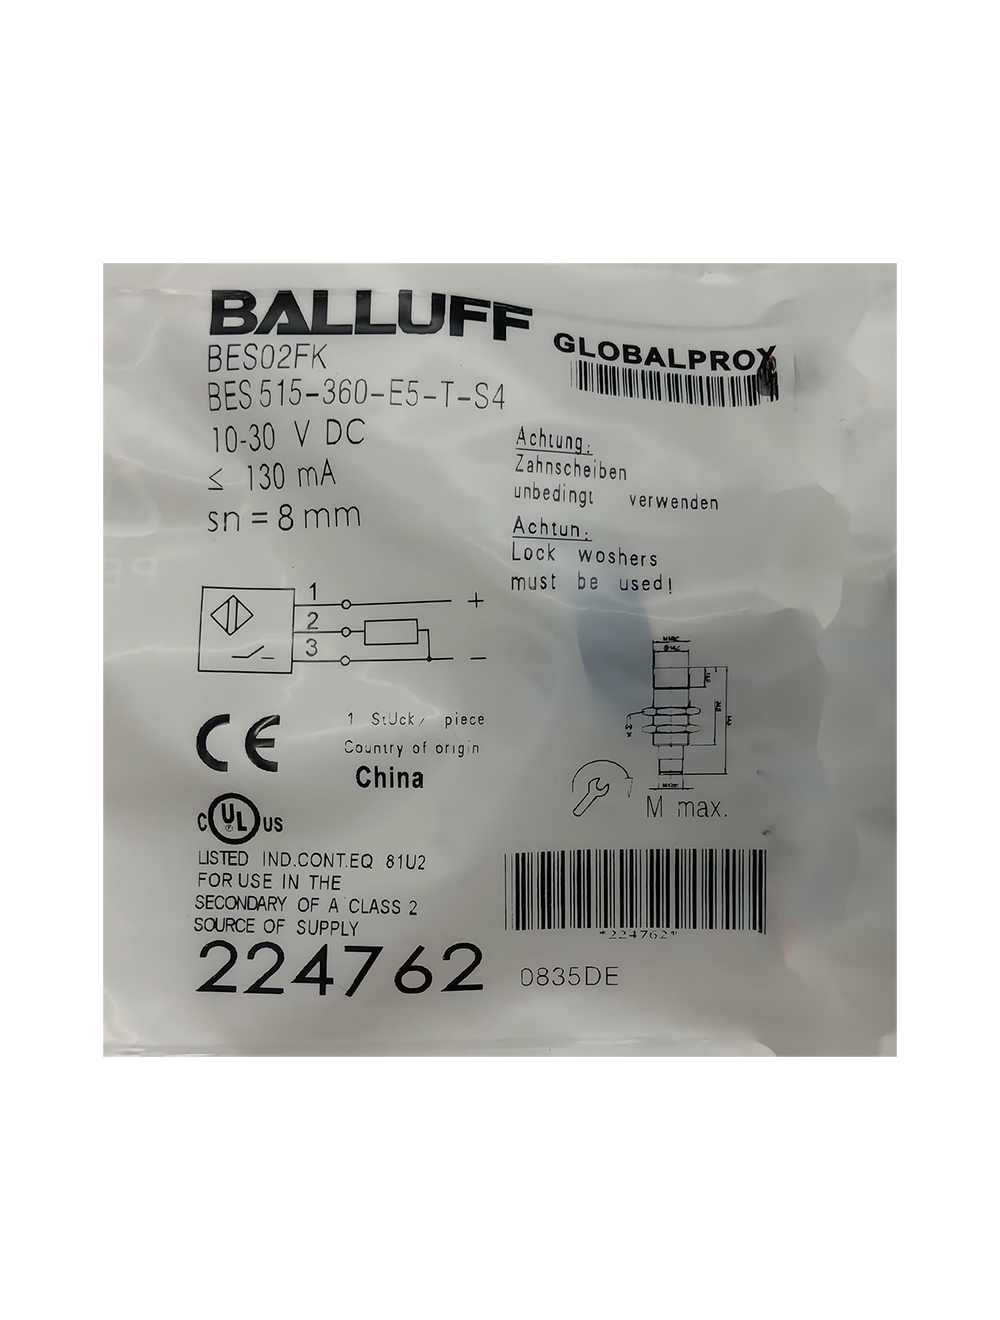 BALLUFF
BES02FK
BES 515-360-E5-T-S4
10-30 V DC
≤ 130 mA
sn = 8 mm
GLOBALPROX
Achtung:
Zahnscheiben
unbedingt verwenden
Achtun:
Lock woshers
must be used!
1
2
3
+
−
CE
1 StUck/ piece
Country of origin
China
M max.
C UL US
LISTED IND.CONT.EQ 81U2
FOR USE IN THE
SECONDARY OF A CLASS 2
SOURCE OF SUPPLY
224762
*224762*
0835DE